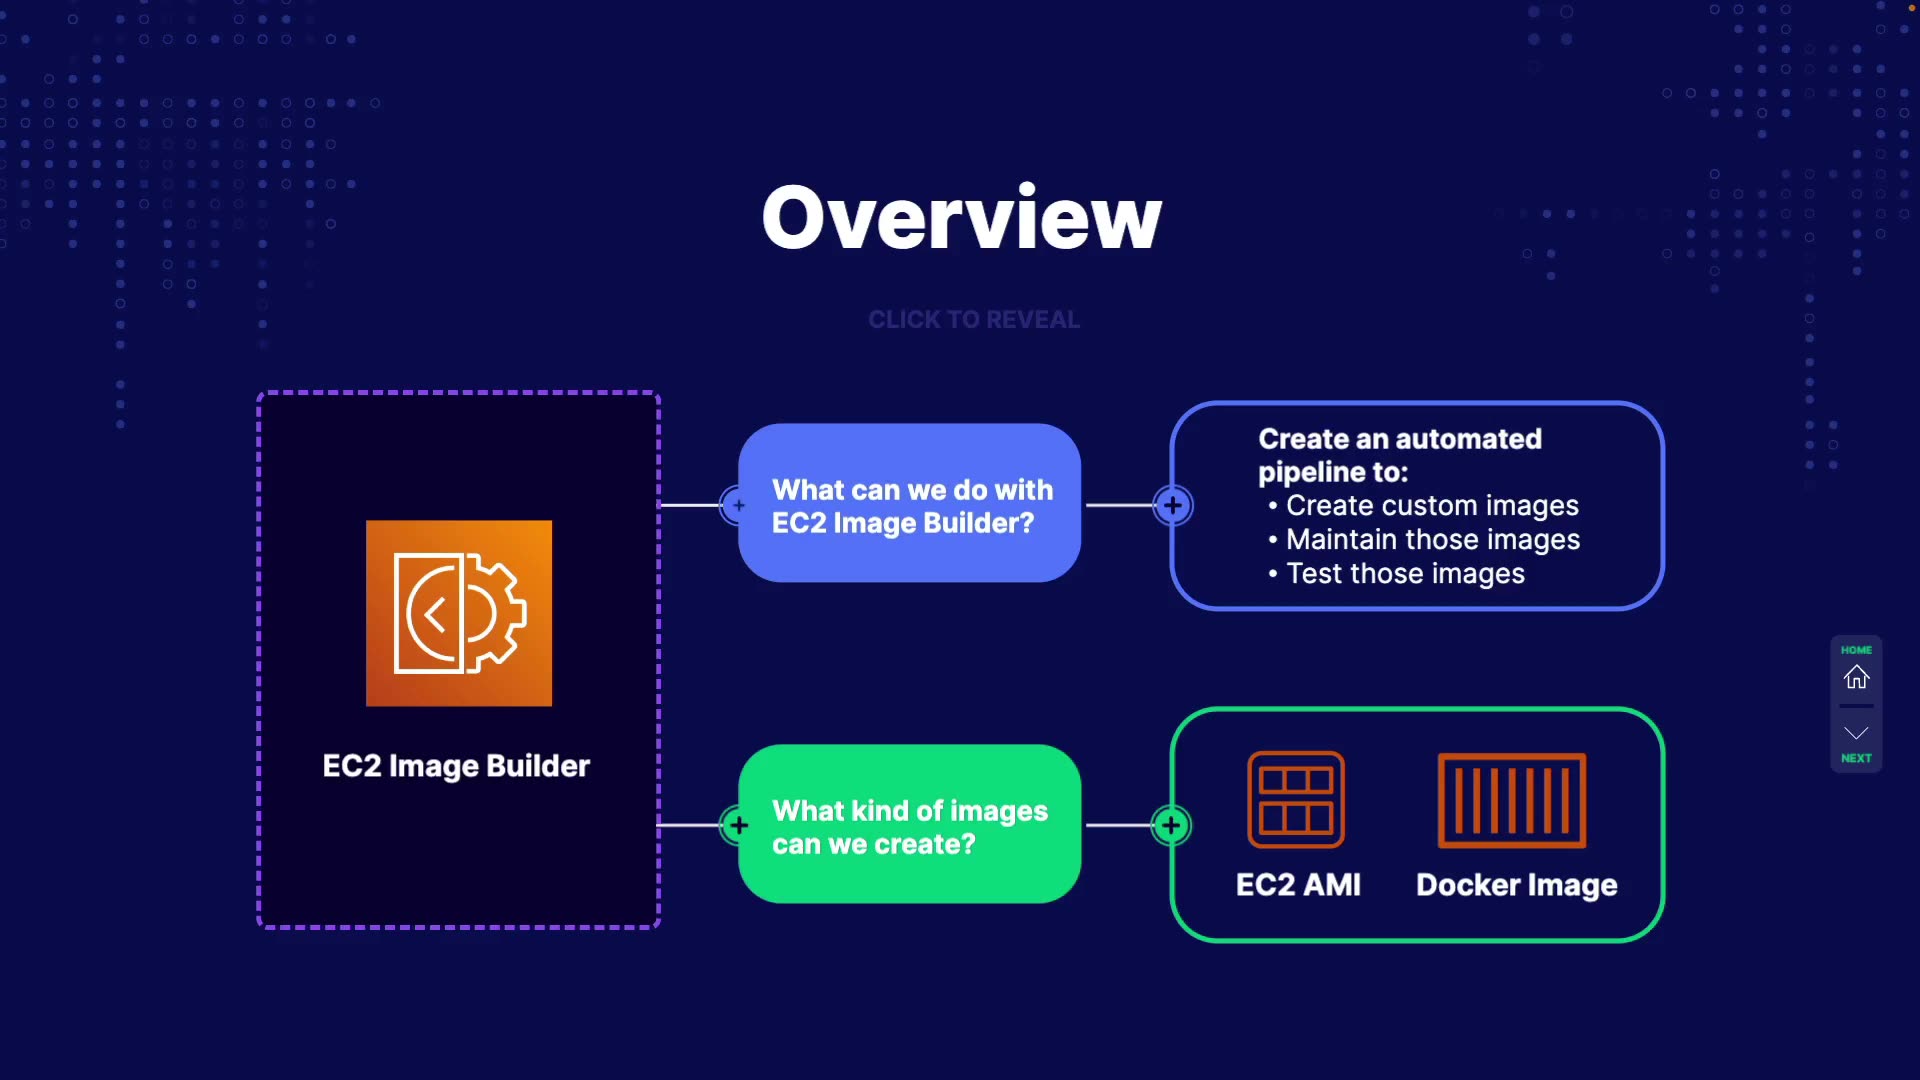 Overview
CLICK TO REVEAL
EC2 Image Builder
What can we do with
EC2 Image Builder?
Create an automated
pipeline to:
• Create custom images
• Maintain those images
• Test those images
What kind of images
can we create?
EC2 AMI
Docker Image
HOME
NEXT